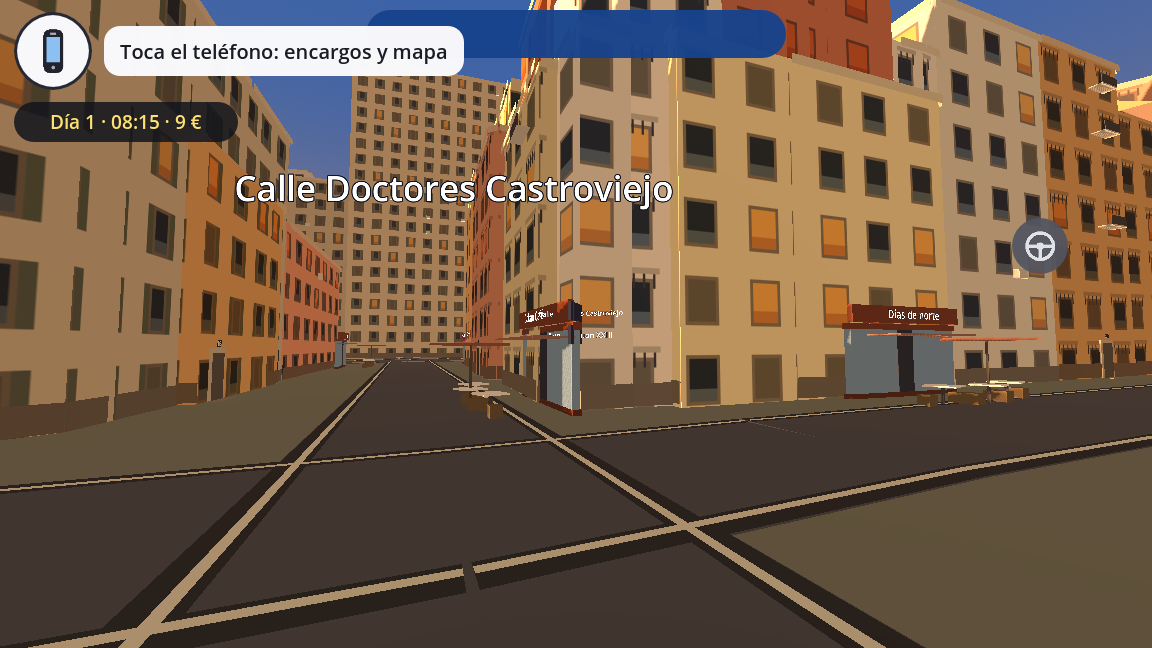 Toca el teléfono: encargos y mapa
Día 1 · 08:15 · 9 €
Calle Doctores Castroviejo
Días de norte